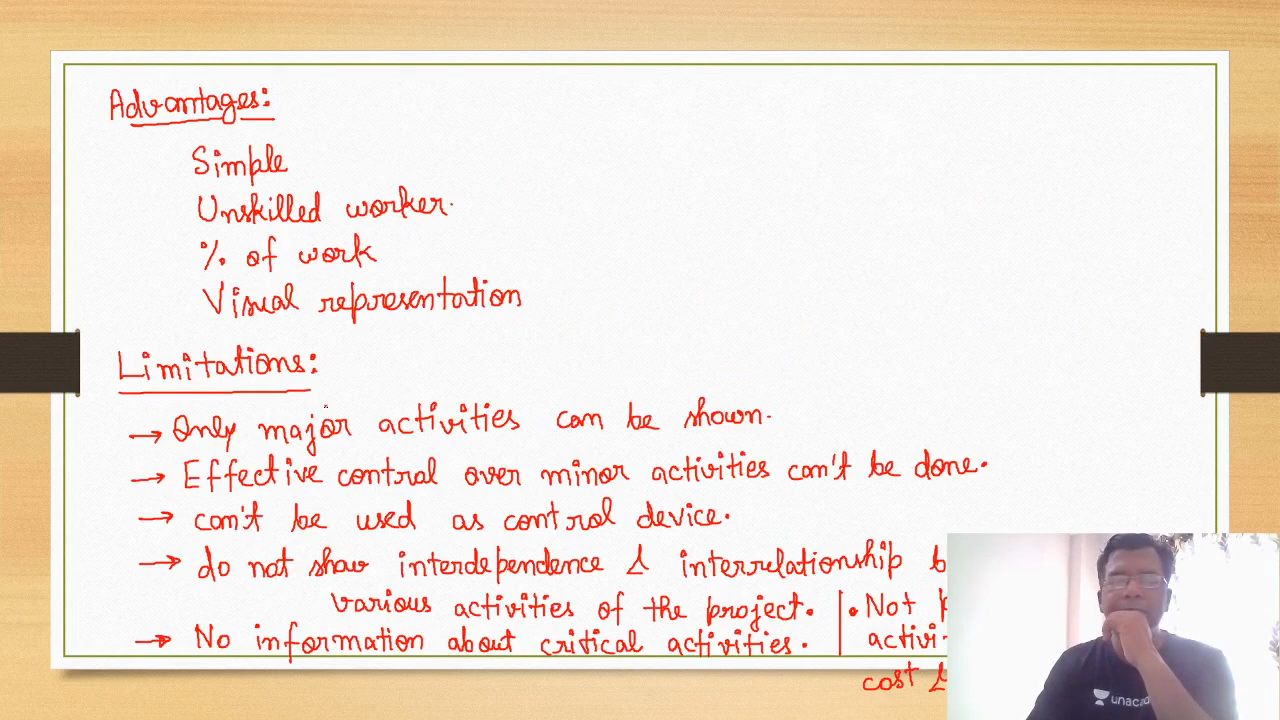 Advantages:
Simple
Unskilled worker.
% of work
Visual representation
Limitations:
→ Only major activities can be shown.
→ Effective control over minor activities can't be done.
→ can't be used as control device.
→ do not show interdependence & interrelationship
various activities of the project. | • Not
→ No information about critical activities. |
cost &